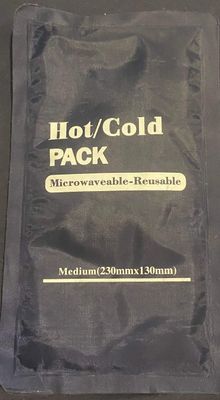 Hot/Cold
PACK
Microwaveable-Reusable
Medium(230mmx130mm)